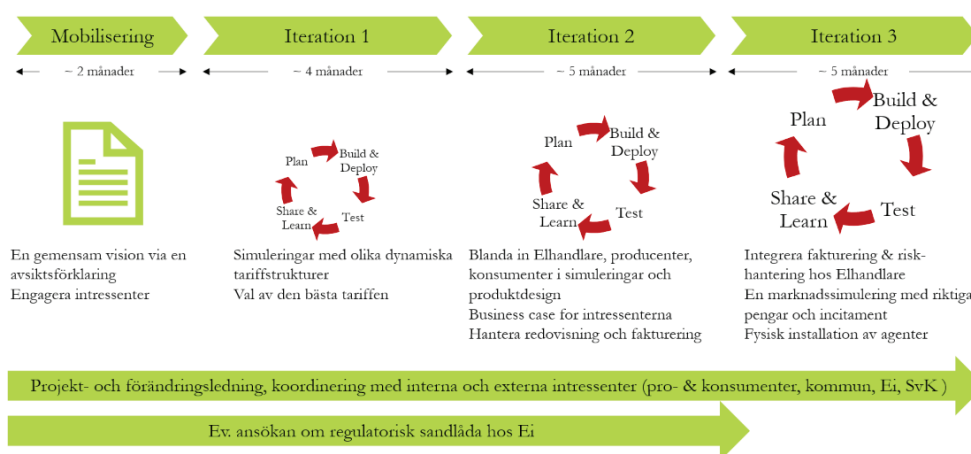 Mobilisering
Iteration 1
Iteration 2
Iteration 3
~ 2 månader
~ 4 månader
~ 5 månader
~ 5 månader
Plan
Build &
Deploy
Test
Share &
Learn
Plan
Build &
Deploy
Test
Share &
Learn
Plan
Build &
Deploy
Test
Share &
Learn
En gemensam vision via en
avsiktsförklaring
Engagera intressenter
Simuleringar med olika dynamiska
tariffstrukturer
Val av den bästa tariffen
Blanda in Elhandlare, producenter,
konsumenter i simuleringar och
produktdesign
Business case for intressenterna
Hantera redovisning och fakturering
Integrera fakturering & risk-
hantering hos Elhandlare
En marknadssimulering med riktiga
pengar och incitament
Fysisk installation av agenter
Projekt- och förändringsledning, koordinering med interna och externa intressenter (pro- & konsumenter, kommun, Ei, SvK )
Ev. ansökan om regulatorisk sandlåda hos Ei